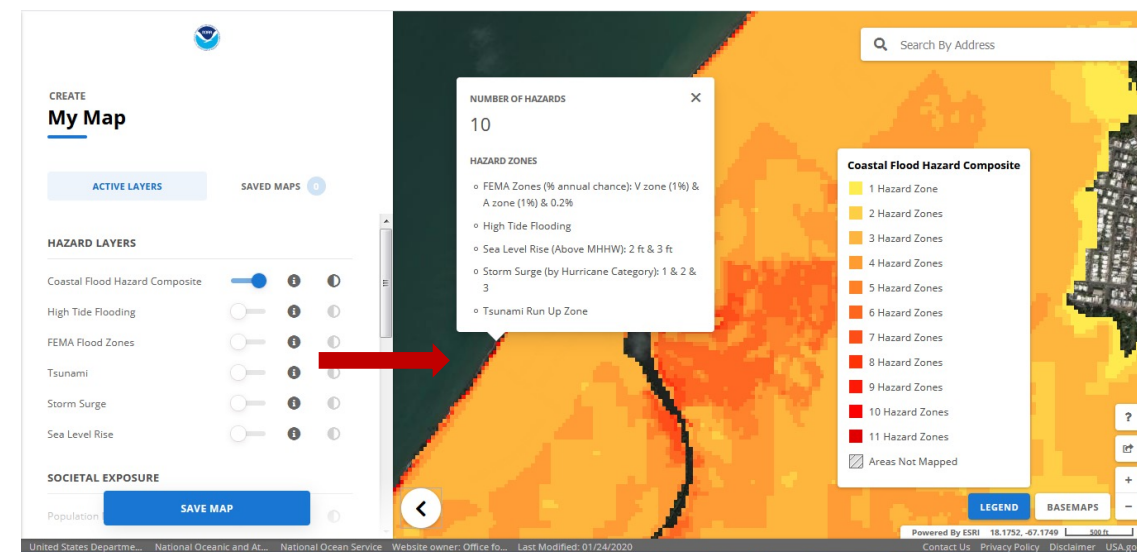 CREATE
My Map
ACTIVE LAYERS
SAVED MAPS 0
HAZARD LAYERS
Coastal Flood Hazard Composite
High Tide Flooding
FEMA Flood Zones
Tsunami
Storm Surge
Sea Level Rise
SOCIETAL EXPOSURE
Population
SAVE MAP
NUMBER OF HAZARDS
10
HAZARD ZONES
FEMA Zones (% annual chance): V zone (1%) &
A zone (1%) & 0.2%
High Tide Flooding
Sea Level Rise (Above MHHW): 2 ft & 3 ft
Storm Surge (by Hurricane Category): 1 & 2 &
3
Tsunami Run Up Zone
Search By Address
Coastal Flood Hazard Composite
1 Hazard Zone
2 Hazard Zones
3 Hazard Zones
4 Hazard Zones
5 Hazard Zones
6 Hazard Zones
7 Hazard Zones
8 Hazard Zones
9 Hazard Zones
10 Hazard Zones
11 Hazard Zones
Areas Not Mapped
?
+
−
LEGEND
BASEMAPS
Powered By ESRI 18.1752, -67.1749 500 ft
United States Departme... National Oceanic and At... National Ocean Service Website owner: Office fo... Last Modified: 01/24/2020 Contact Us Privacy Policy Disclaimer USA.go